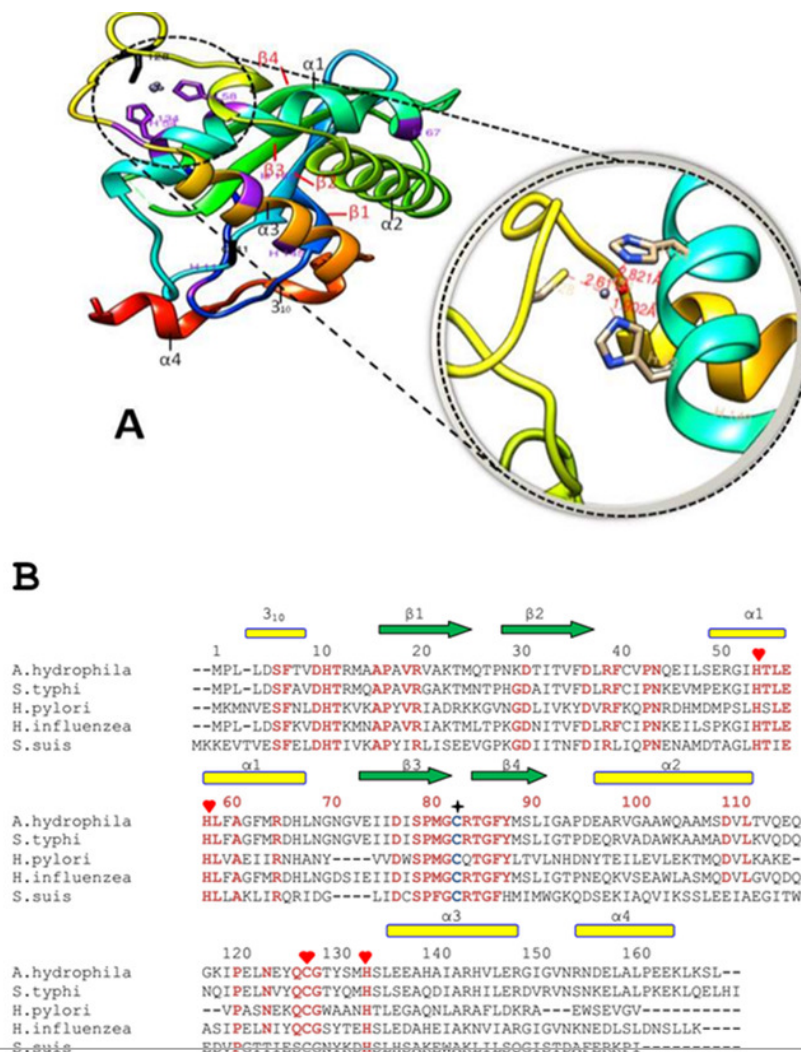 β4
α1
β3
β2
β1
α2
α3
3₁₀
α4
A
B
3₁₀ β1 β2 α1
1 10 20 30 40 50
A.hydrophila --MPL-LDSFTVDHTRMAAPAVRVAKTMQTPNKDTITVFDLRFCVPNQEILSERGIHTLE
S.typhi --MPL-LDSFAVDHTRMQAPAVRGAKTMNTPHGDAITVFDLRFCIPNKEVMPEKGIHTLE
H.pylori --MKMNVESFNLDHTKVKAPYVRIADRKKGVNGDLIVKYDVRFKQPNRDHMDMPSLHSLE
H.influenzea --MPL-LDSFKVDHTKMNAPAVRIAKTMLTPKGDNITVFDLRFCIPNKEILSPKGIHTLE
S.suis MKKEVTVESFELDHTIVKAPYIRLISEEVGPKGDIITNFDIRLIQPNENAMDTAGLHTIE
α1 β3 β4 α2
60 70 80 90 100 110
A.hydrophila HLFAGFMRDHLNGNGVEIIDISPMGCRTGFYMSLIGAPDEARVGAAWQAAMSDVLTVQEQ
S.typhi HLFAGFMRDHLNGNGVEIIDISPMGCRTGFYMSLIGTPDEQRVADAWKAAMADVLKVQDQ
H.pylori HLVAEIIRNHANY----VVDWSPMGCQTGFYLTVLNHDNYTEILEVLEKTMQDVLKAKE-
H.influenzea HLFAGFMRDHLNGDSIEIIDISPMGCRTGFYMSLIGTPNEQKVSEAWLASMQDVLGVQDQ
S.suis HLLAKLIRQRIDG----LIDCSPFGCRTGFHMIMWGKQDSEKIAQVIKSSLEEIAEGITW
α3 α4
120 130 140 150 160
A.hydrophila GKIPELNEYQCGTYSMHSLEEAHAIARHVLERGIGVNRNDELALPEEKLKSL--
S.typhi NQIPELNVYQCGTYQMHSLSEAQDIARHILERDVRVNSNKELALPKEKLQELHI
H.pylori --VPASNEKQCGWAANHTLEGAQNLARAFLDKRA---EWSEVGV-----
H.influenzea ASIPELNIYQCGSYTEHSLEDAHEIAKNVIARGIGVNKNEDLSLDNSLLK----